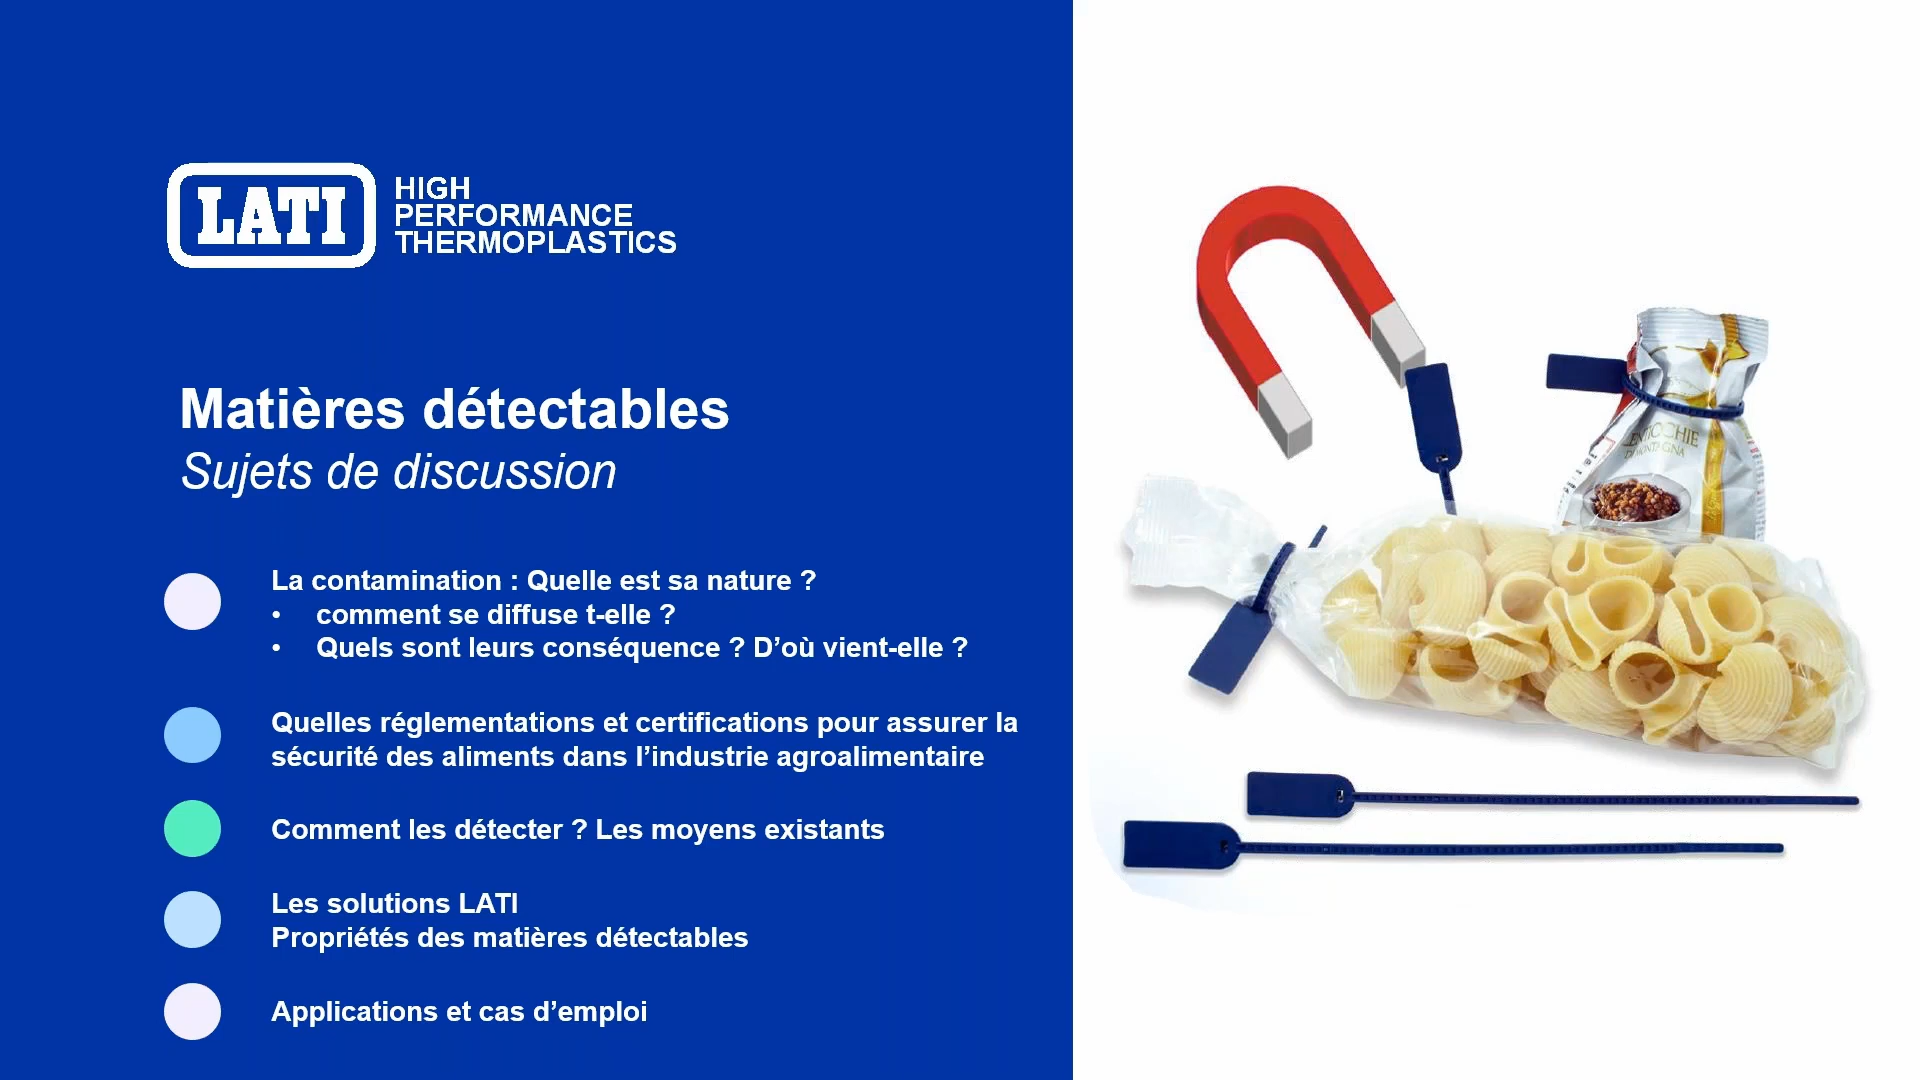 LATI
HIGH
PERFORMANCE
THERMOPLASTICS
Matières détectables
Sujets de discussion
La contamination : Quelle est sa nature ?
• comment se diffuse t-elle ?
• Quels sont leurs conséquence ? D’où vient-elle ?
Quelles réglementations et certifications pour assurer la
sécurité des aliments dans l’industrie agroalimentaire
Comment les détecter ? Les moyens existants
Les solutions LATI
Propriétés des matières détectables
Applications et cas d’emploi